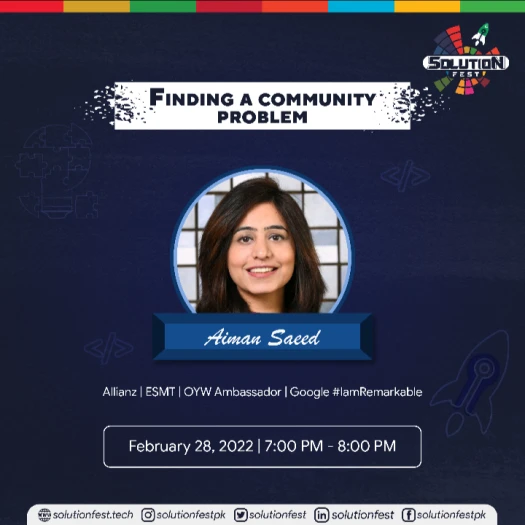 SOLUTION
FEST
FINDING A COMMUNITY
PROBLEM
Aiman Saeed
Allianz | ESMT | OYW Ambassador | Google #IamRemarkable
February 28, 2022 | 7:00 PM - 8:00 PM
solutionfest.tech solutionfestpk solutionfest solutionfest solutionfestpk